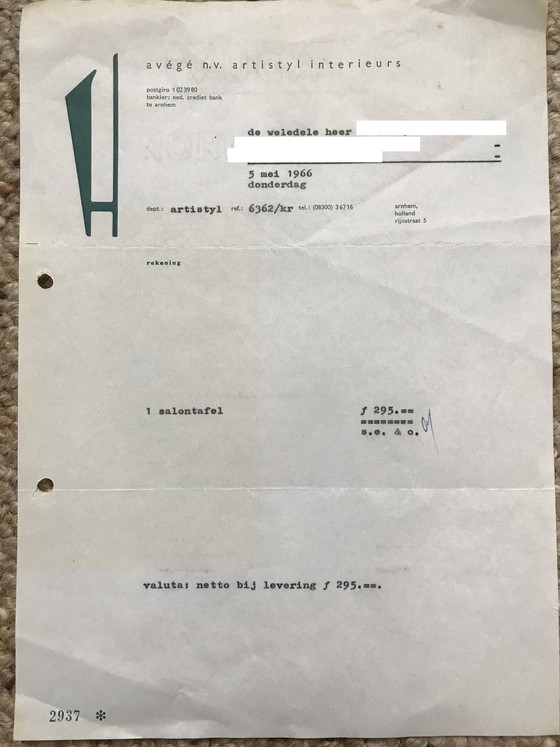 avégé n.v. artistyl interieurs
postgiro 1023980
bankier: ned. crediet bank
te arnhem
de weledele heer
5 mei 1966
donderdag
dept.: artistyl ref.: 6362/kr tel.: (08300) 36716
arnhem,
holland
rijnstraat 5
rekening
1 salontafel ƒ 295.==
========
s.e. & o.
valuta: netto bij levering ƒ 295.==.
2937 *